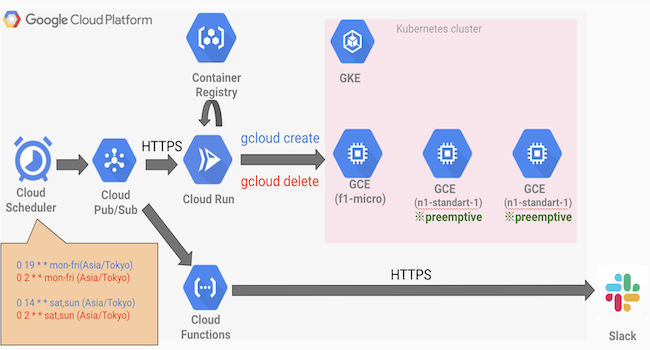 Google Cloud Platform
Kubernetes cluster
Container
Registry
GKE
HTTPS
gcloud create
gcloud delete
Cloud
Scheduler
Cloud
Pub/Sub
Cloud Run
GCE
(f1-micro)
GCE
(n1-standart-1)
※preemptive
GCE
(n1-standart-1)
※preemptive
0 19 * * mon-fri(Asia/Tokyo)
0 2 * * mon-fri (Asia/Tokyo)
0 14 * * sat,sun (Asia/Tokyo)
0 2 * * sat,sun (Asia/Tokyo)
HTTPS
Cloud
Functions
Slack